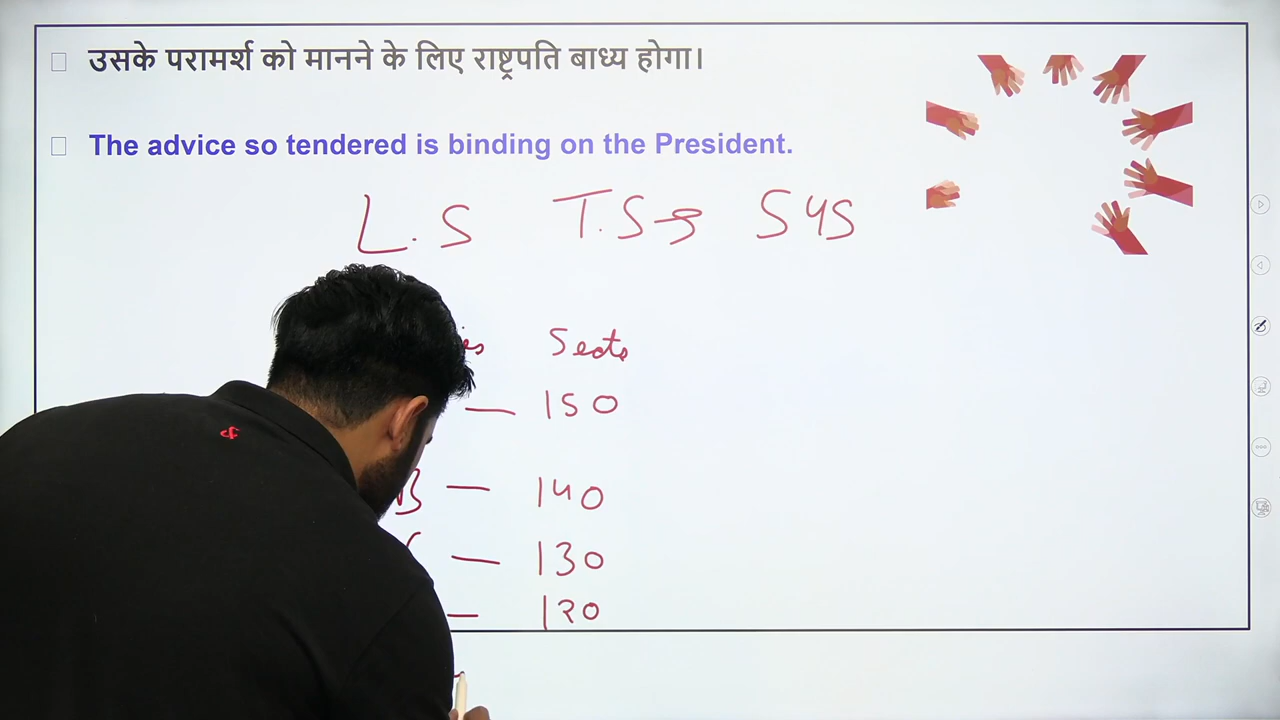 उसके परामर्श को मानने के लिए राष्ट्रपति बाध्य होगा।
The advice so tendered is binding on the President.
L.S T.S → 545
Seats
— 150
B — 140
— 130
— 120